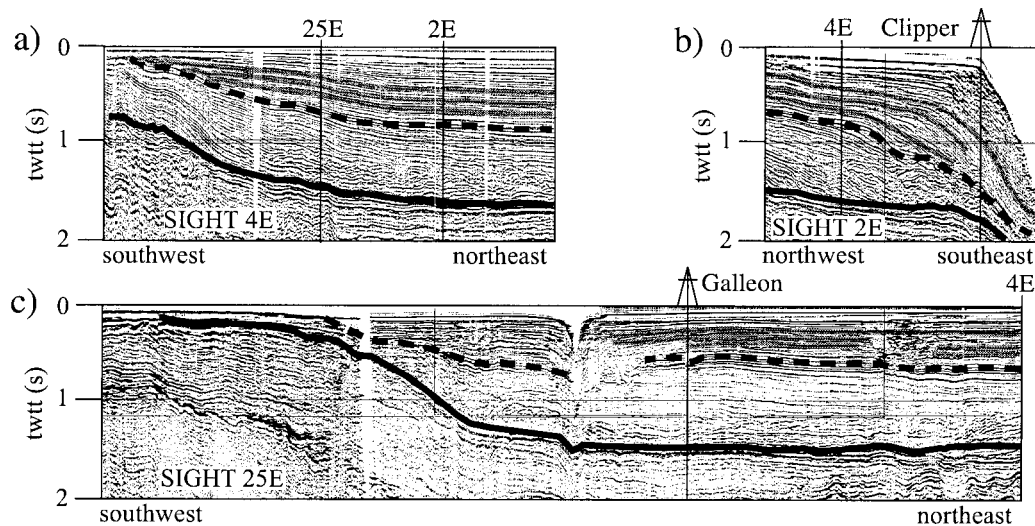 a)
25E
2E
0
1
2
twtt (s)
SIGHT 4E
southwest
northeast
b)
4E
Clipper
0
1
2
twtt (s)
SIGHT 2E
northwest
southeast
c)
Galleon
4E
0
1
2
twtt (s)
SIGHT 25E
southwest
northeast